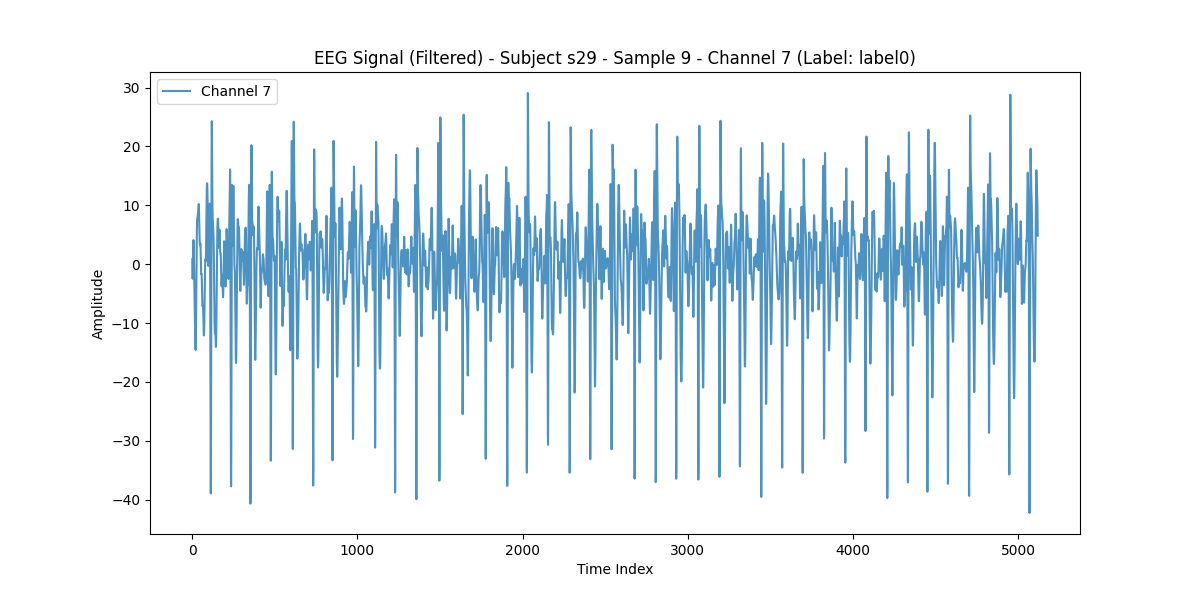 EEG Signal (Filtered) - Subject s29 - Sample 9 - Channel 7 (Label: label0)
Channel 7
30
20
10
0
−10
−20
−30
−40
Amplitude
0 1000 2000 3000 4000 5000
Time Index